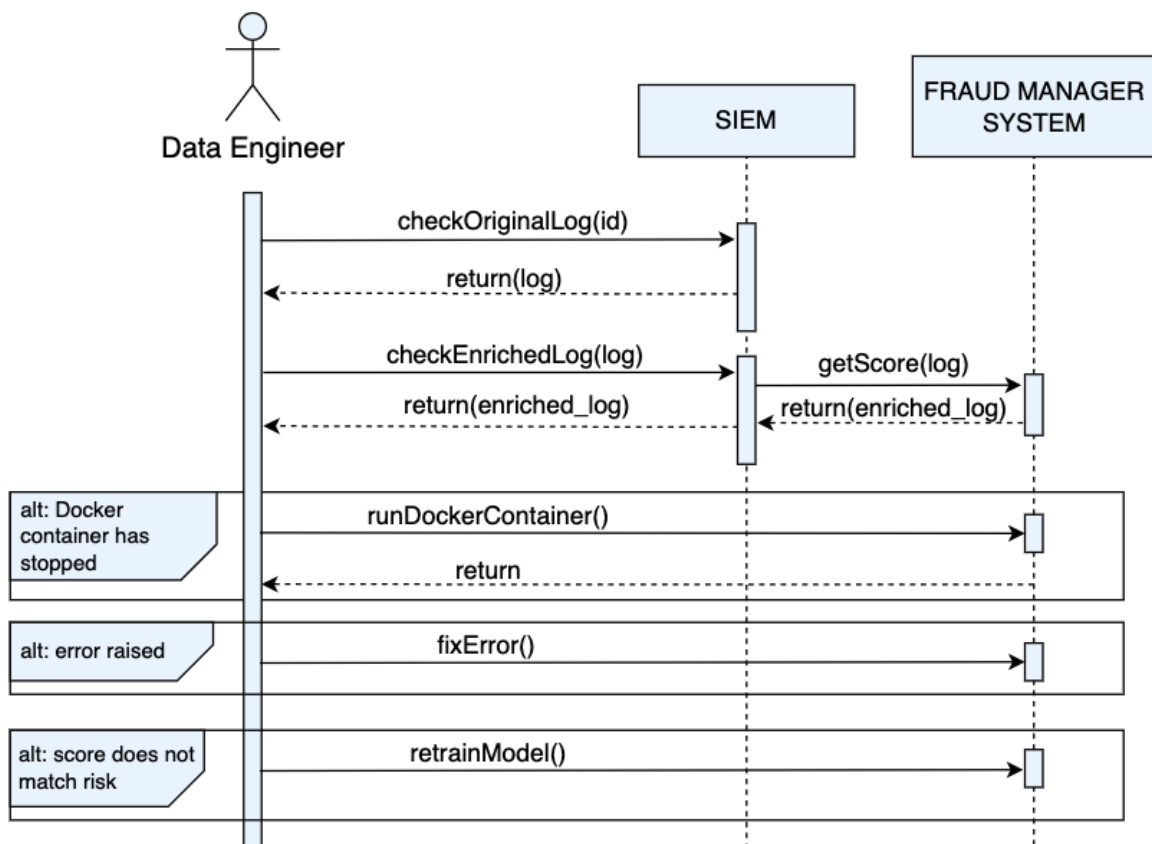 FRAUD MANAGER
SYSTEM
SIEM
Data Engineer
checkOriginalLog(id)
return(log)
checkEnrichedLog(log)
getScore(log)
return(enriched_log)
return(enriched_log)
alt: Docker
container has
stopped
runDockerContainer()
return
alt: error raised
fixError()
alt: score does not
match risk
retrainModel()